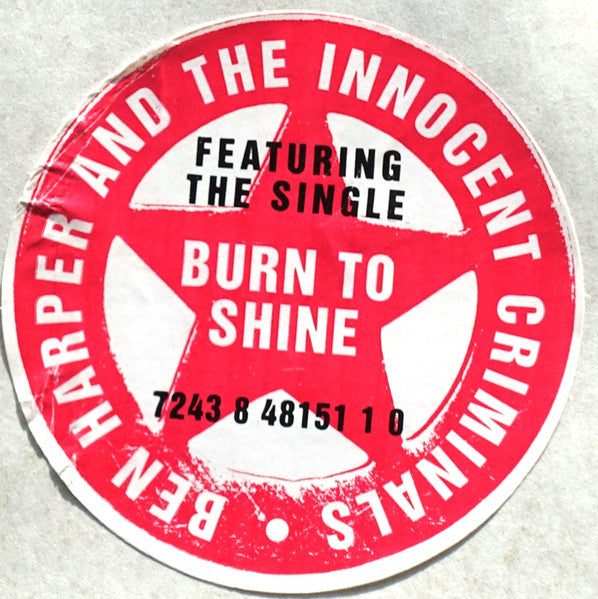 BEN HARPER AND THE INNOCENT CRIMINALS •
FEATURING
THE SINGLE
BURN TO
SHINE
7243 8 48151 1 0